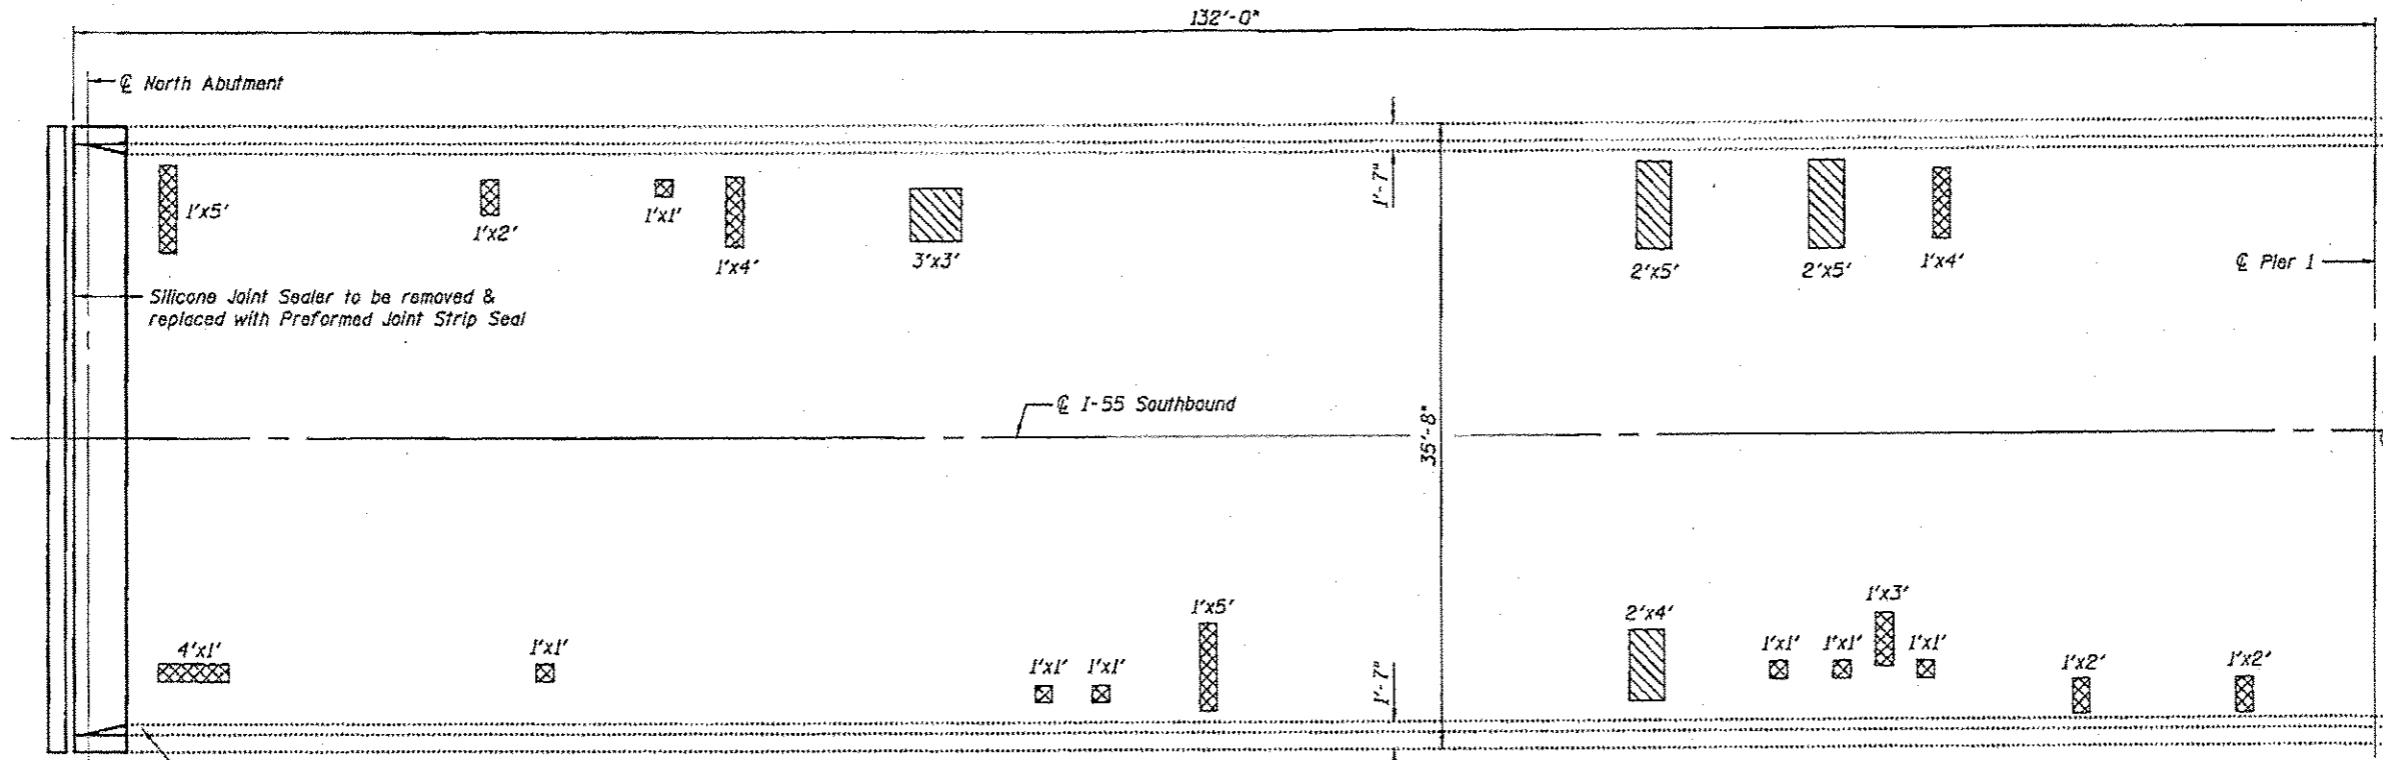 132'-0"
℄ North Abutment
1'-7"
1'x5'
1'x2'
1'x1'
1'x4'
3'x3'
2'x5'
2'x5'
1'x4'
℄ Pier 1
Silicone Joint Sealer to be removed &
replaced with Preformed Joint Strip Seal
℄ I-55 Southbound
35'-8"
4'x1'
1'x1'
1'x1'
1'x1'
1'x5'
1'-7"
2'x4'
1'x1'
1'x1'
1'x3'
1'x1'
1'x2'
1'x2'